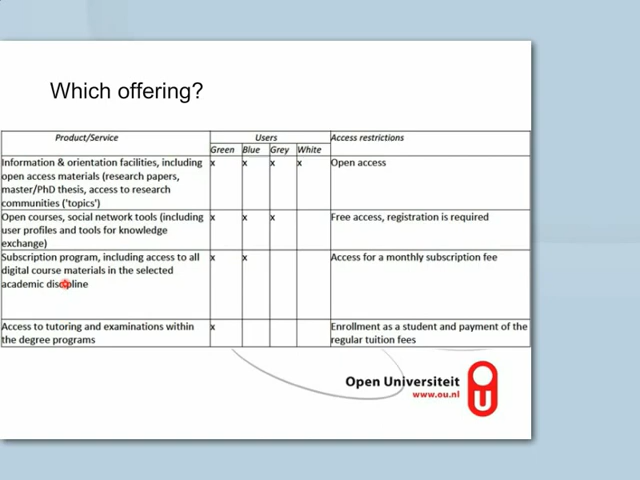 Which offering?
Product/Service Users Access restrictions
Green Blue Grey White
Information & orientation facilities, including x x x x Open access
open access materials (research papers,
master/PhD thesis, access to research
communities ('topics')
Open courses, social network tools (including x x x Free access, registration is required
user profiles and tools for knowledge
exchange)
Subscription program, including access to all x x Access for a monthly subscription fee
digital course materials in the selected
academic discipline
Access to tutoring and examinations within x Enrollment as a student and payment of the
the degree programs regular tuition fees
Open Universiteit
www.ou.nl